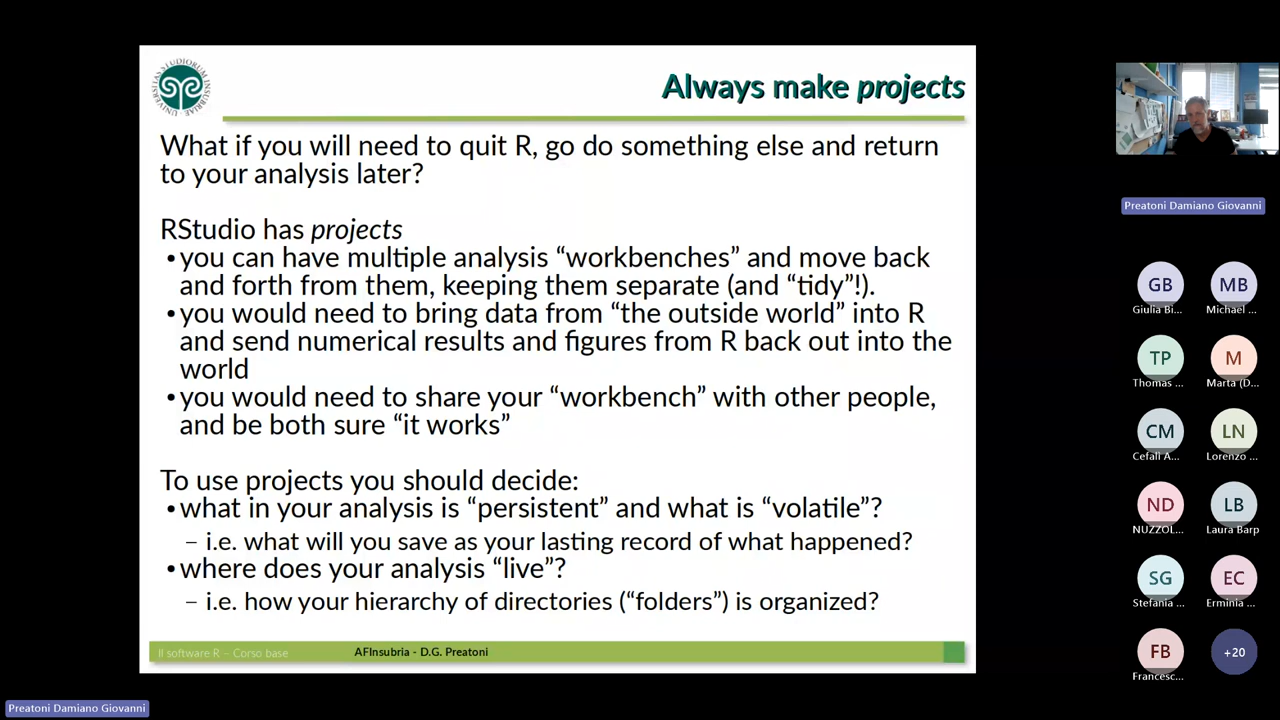 Always make projects
What if you will need to quit R, go do something else and return
to your analysis later?
RStudio has projects
•you can have multiple analysis “workbenches” and move back
and forth from them, keeping them separate (and “tidy”!).
•you would need to bring data from “the outside world” into R
and send numerical results and figures from R back out into the
world
•you would need to share your “workbench” with other people,
and be both sure “it works”
To use projects you should decide:
•what in your analysis is “persistent” and what is “volatile”?
– i.e. what will you save as your lasting record of what happened?
•where does your analysis “live”?
– i.e. how your hierarchy of directories (“folders”) is organized?
Il software R – Corso base
AFInsubria - D.G. Preatoni
Preatoni Damiano Giovanni
GB
MB
Giulia Bi...
Michael ...
TP
M
Thomas ...
Marta (D...
CM
LN
Cefalì A...
Lorenzo ...
ND
LB
NUZZOL...
Laura Barp
SG
EC
Stefania ...
Erminia ...
FB
+20
Francesc...
Preatoni Damiano Giovanni